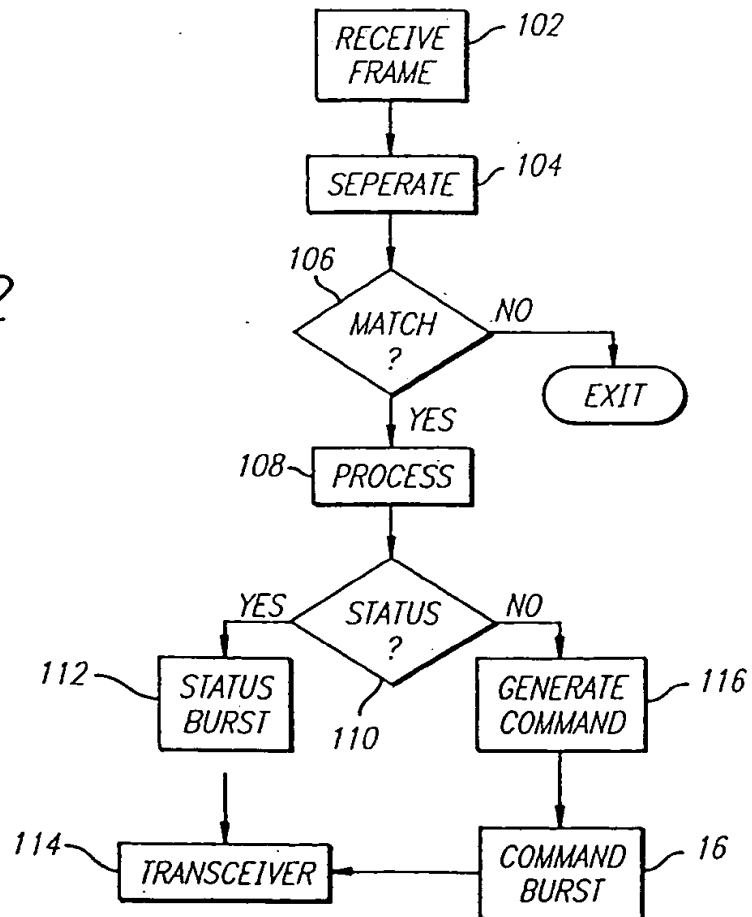 RECEIVE
FRAME
102
SEPERATE
104
106
MATCH
?
NO
EXIT
YES
108
PROCESS
YES
STATUS
?
NO
110
112
STATUS
BURST
GENERATE
COMMAND
116
114
TRANSCEIVER
COMMAND
BURST
16
2